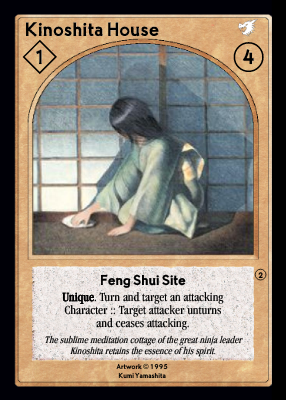 Kinoshita House
1
4
2
Feng Shui Site
Unique. Turn and target an attacking
Character :: Target attacker unturns
and ceases attacking.
The sublime meditation cottage of the great ninja leader
Kinoshita retains the essence of his spirit.
Artwork © 1995
Kumi Yamashita